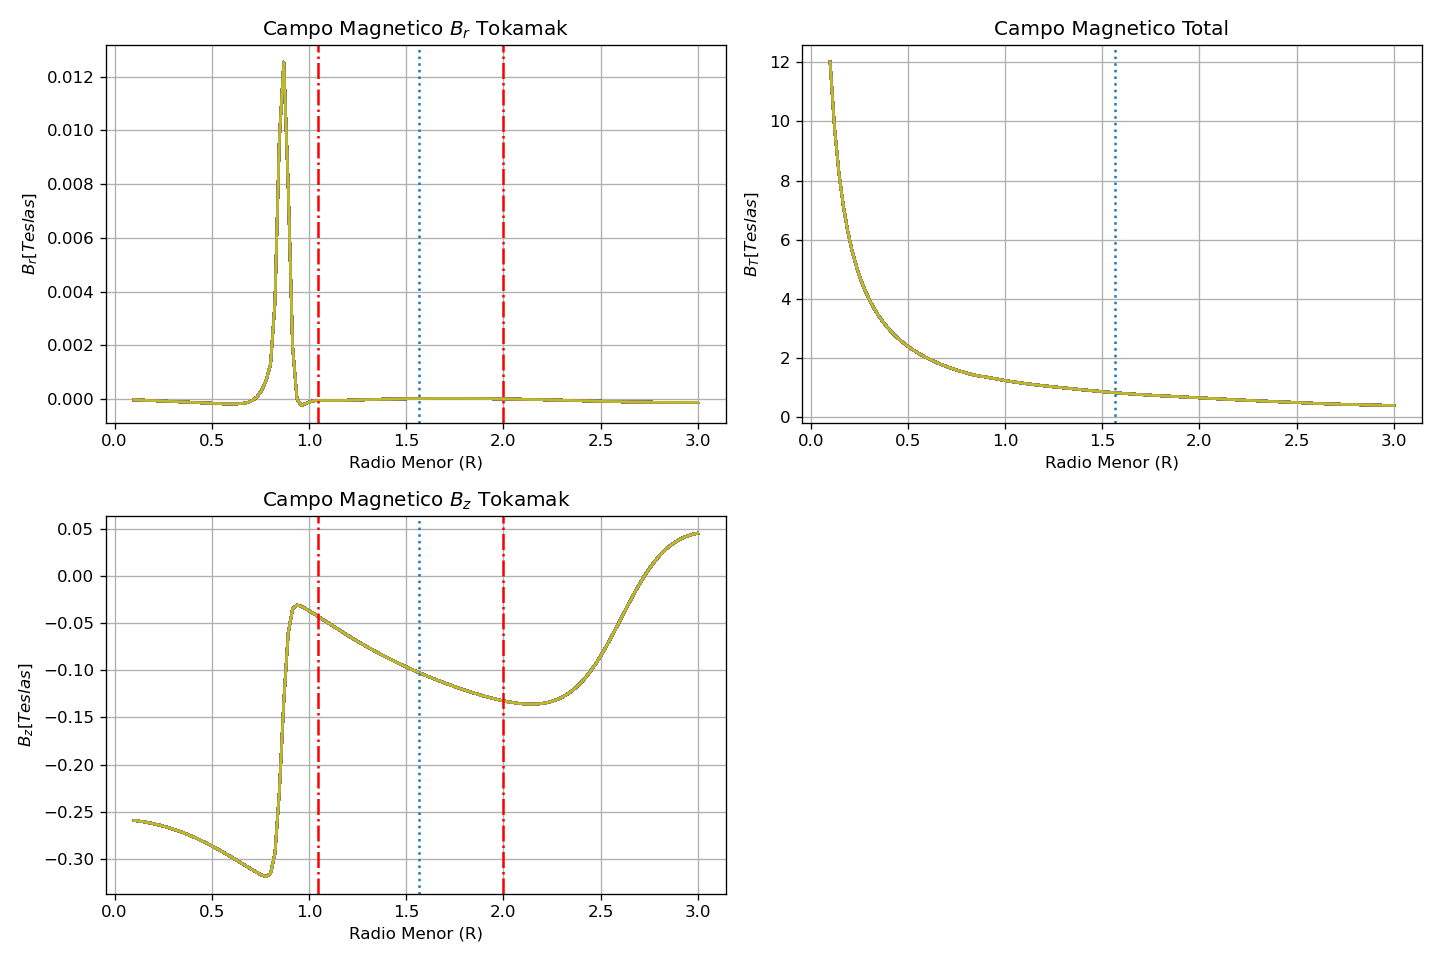 Campo Magnetico B_r Tokamak
B_r[Teslas]
0.012
0.010
0.008
0.006
0.004
0.002
0.000
0.0 0.5 1.0 1.5 2.0 2.5 3.0
Radio Menor (R)
Campo Magnetico Total
B_T[Teslas]
12
10
8
6
4
2
0
0.0 0.5 1.0 1.5 2.0 2.5 3.0
Radio Menor (R)
Campo Magnetico B_z Tokamak
B_z[Teslas]
0.05
0.00
−0.05
−0.10
−0.15
−0.20
−0.25
−0.30
0.0 0.5 1.0 1.5 2.0 2.5 3.0
Radio Menor (R)